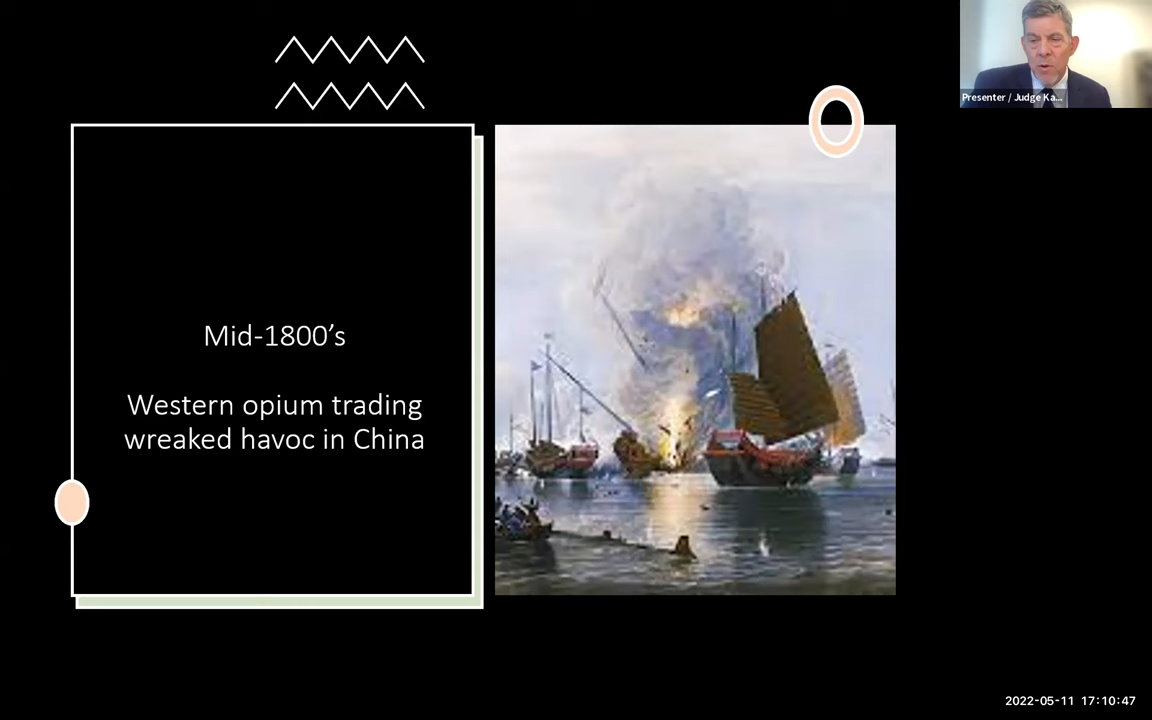 Presenter / Judge Ka...
Mid-1800’s
Western opium trading
wreaked havoc in China
2022-05-11 17:10:47